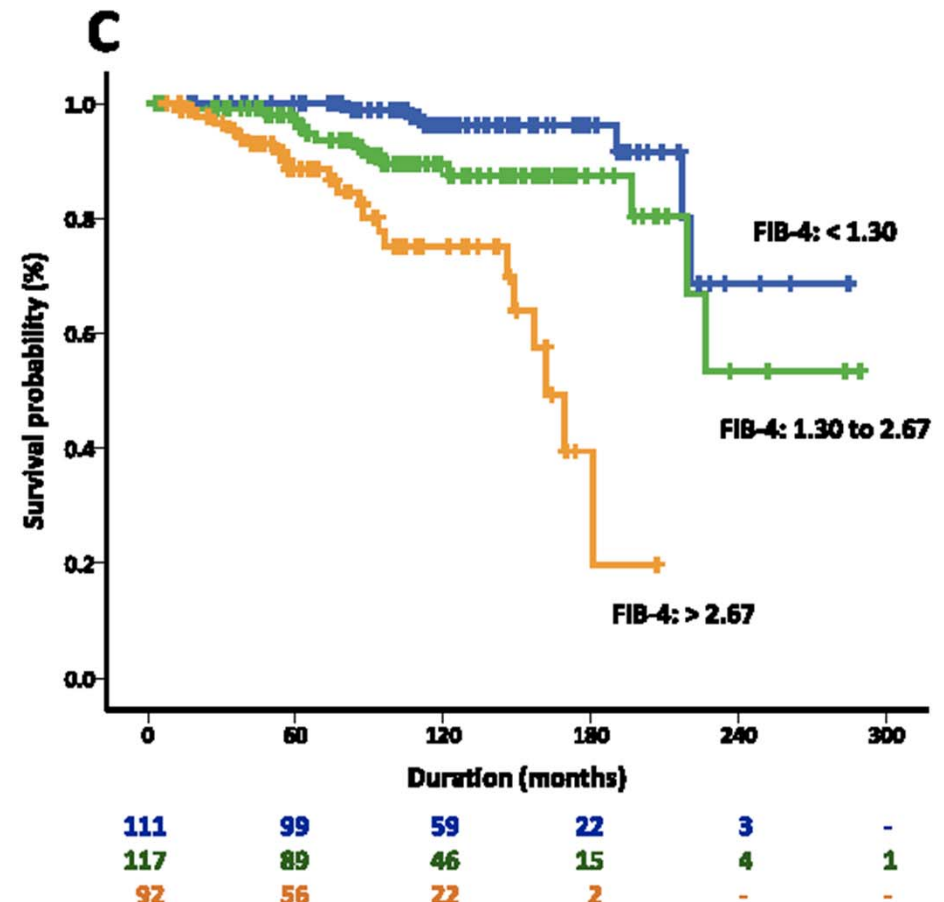 C
1.0
0.8
0.6
0.4
0.2
0.0
Survival probability (%)
FIB-4: < 1.30
FIB-4: 1.30 to 2.67
FIB-4: > 2.67
0 60 120 180 240 300
Duration (months)
111 99 59 22 3 -
117 89 46 15 4 1
92 56 22 2 - -